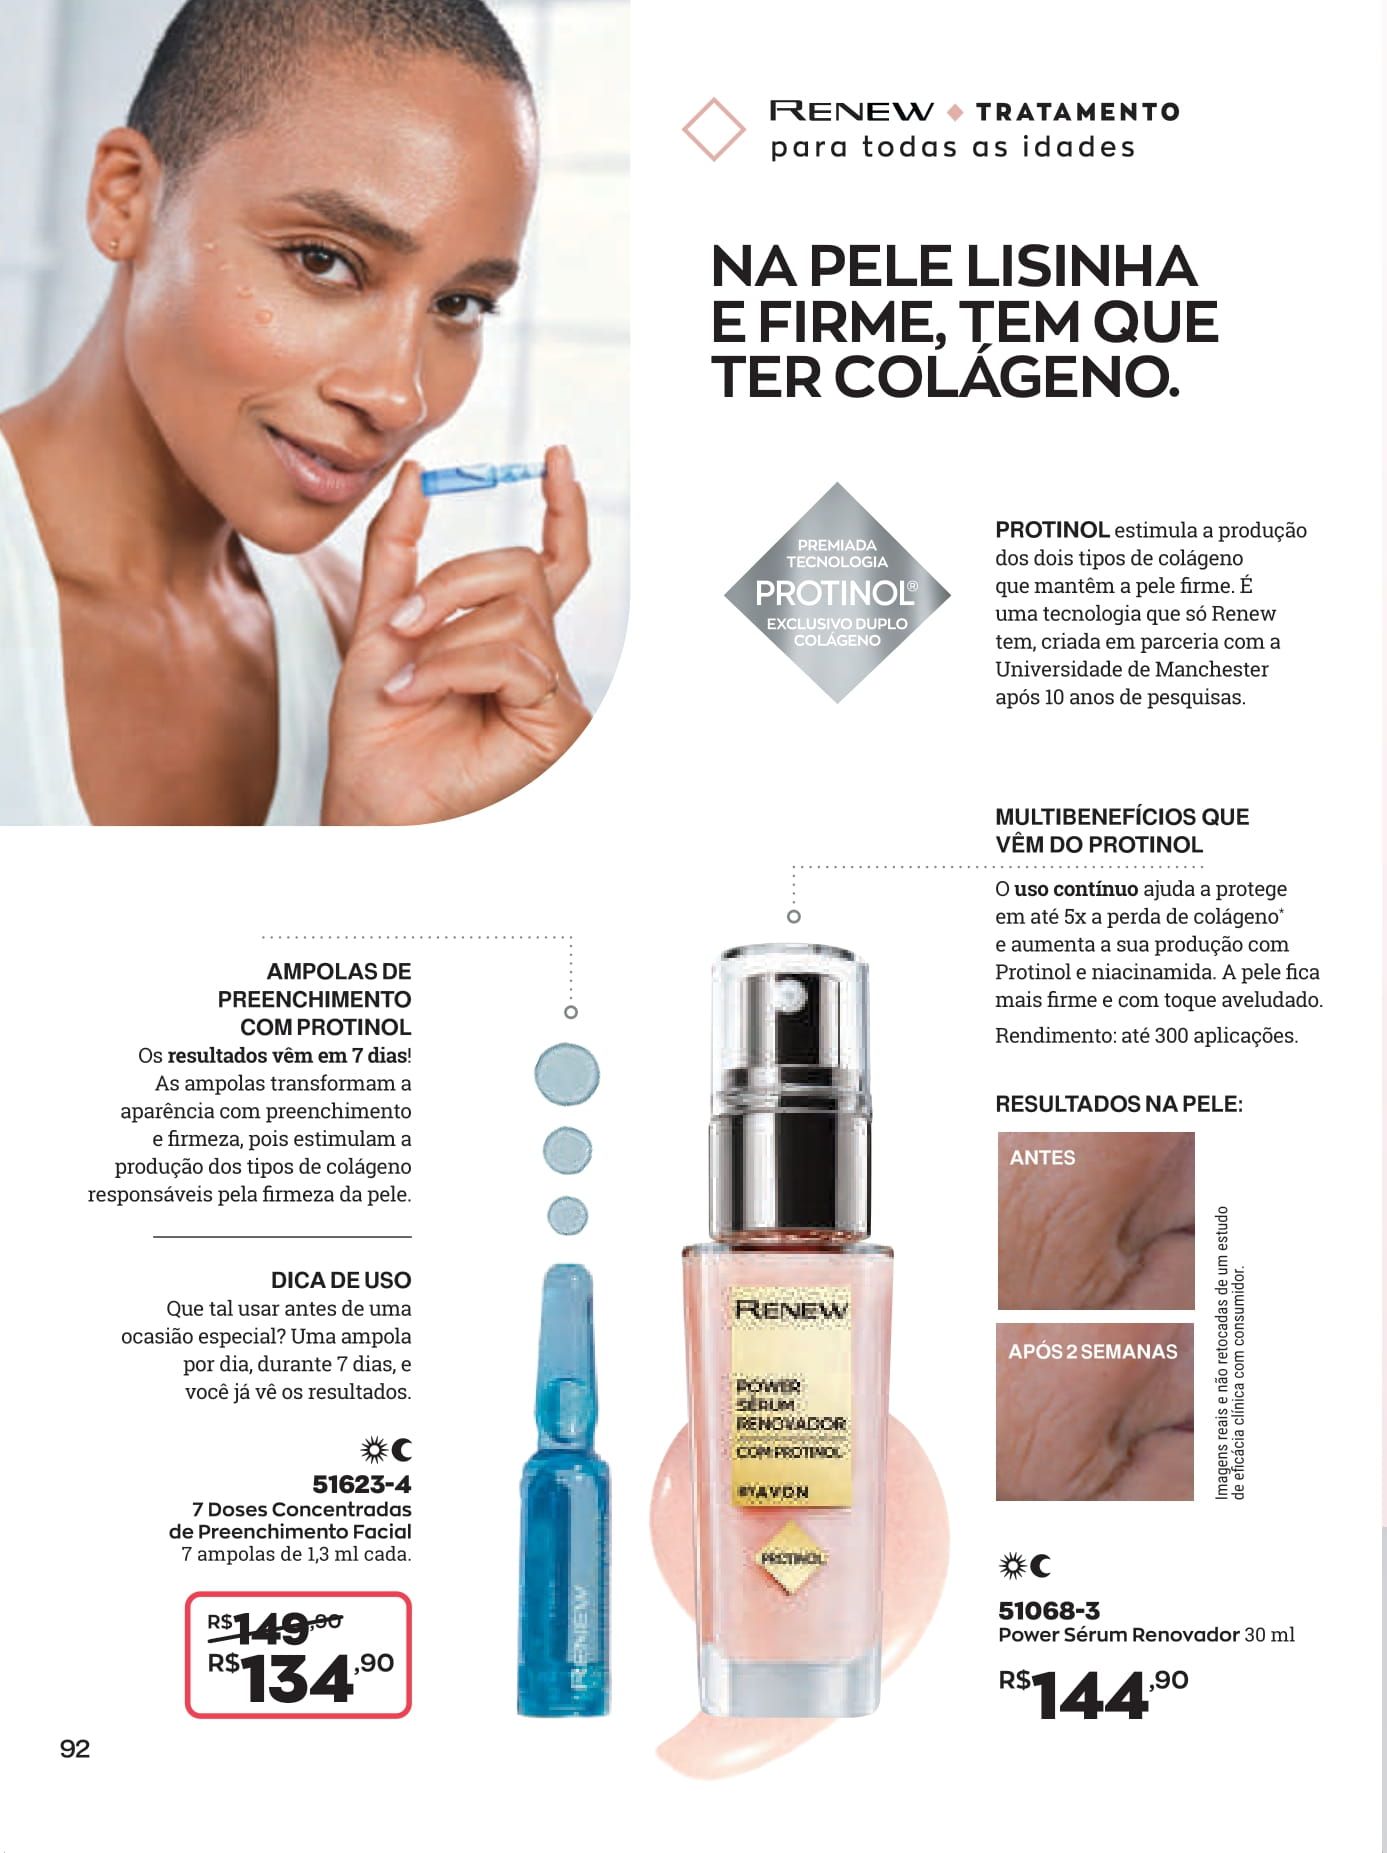 RENEW ◆ TRATAMENTO
para todas as idades
NA PELE LISINHA
E FIRME, TEM QUE
TER COLÁGENO.
PREMIADA
TECNOLOGIA
PROTINOL®
EXCLUSIVO DUPLO
COLÁGENO
PROTINOL estimula a produção
dos dois tipos de colágeno
que mantêm a pele firme. É
uma tecnologia que só Renew
tem, criada em parceria com a
Universidade de Manchester
após 10 anos de pesquisas.
MULTIBENEFÍCIOS QUE
VÊM DO PROTINOL
O uso contínuo ajuda a protege
em até 5x a perda de colágeno*
e aumenta a sua produção com
Protinol e niacinamida. A pele fica
mais firme e com toque aveludado.
Rendimento: até 300 aplicações.
AMPOLAS DE
PREENCHIMENTO
COM PROTINOL
Os resultados vêm em 7 dias!
As ampolas transformam a
aparência com preenchimento
e firmeza, pois estimulam a
produção dos tipos de colágeno
responsáveis pela firmeza da pele.
DICA DE USO
Que tal usar antes de uma
ocasião especial? Uma ampola
por dia, durante 7 dias, e
você já vê os resultados.
51623-4
7 Doses Concentradas
de Preenchimento Facial
7 ampolas de 1,3 ml cada.
R$149,90
R$134,90
RENEW
RENEW
POWER
SÉRUM
RENOVADOR
COM PROTINOL
BY AVON
PROTINOL
RESULTADOS NA PELE:
ANTES
APÓS 2 SEMANAS
Imagens reais e não retocadas de um estudo
de eficácia clínica com consumidor.
51068-3
Power Sérum Renovador 30 ml
R$144,90
92